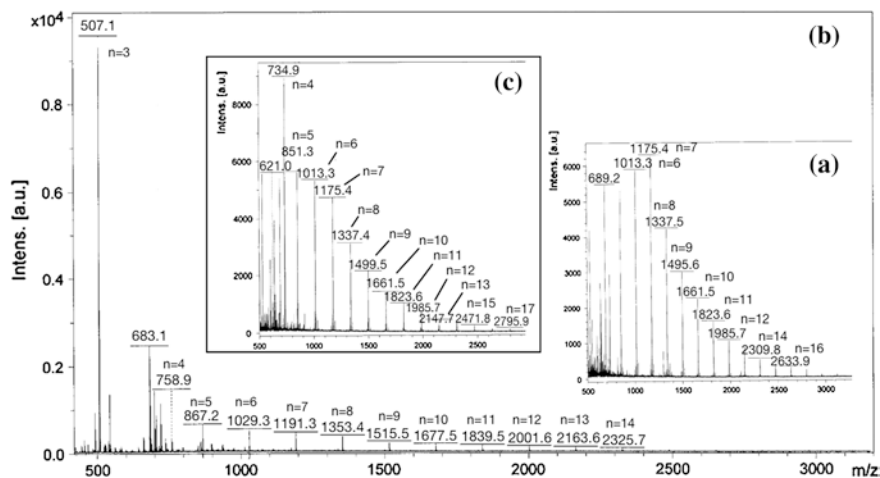 x10⁴
507.1
n=3
(b)
1.0
0.8
0.6
0.4
0.2
0.0
Intens. [a.u.]
683.1
n=4
758.9
n=5
867.2
n=6
1029.3
n=7
1191.3
n=8
1353.4
n=9
1515.5
n=10
1677.5
n=11
1839.5
n=12
2001.6
n=13
2163.6
n=14
2325.7
500
1000
1500
2000
2500
3000
m/z
(c)
Intens. [a.u.]
8000
6000
4000
2000
0
734.9
n=4
n=5
851.3
621.0
n=6
1013.3
n=7
1175.4
n=8
1337.4
n=9
1499.5
n=10
1661.5
n=11
1823.6
n=12
1985.7
n=13
2147.7
n=15
2471.8
n=17
2795.9
500
1000
1500
2000
2500
(a)
Intens. [a.u.]
6000
5000
4000
3000
2000
1000
0
1175.4
n=7
1013.3
n=6
689.2
n=8
1337.5
n=9
1495.6
n=10
1661.5
n=11
1823.6
n=12
1985.7
n=14
2309.8
n=16
2633.9
500
1000
1500
2000
2500
3000